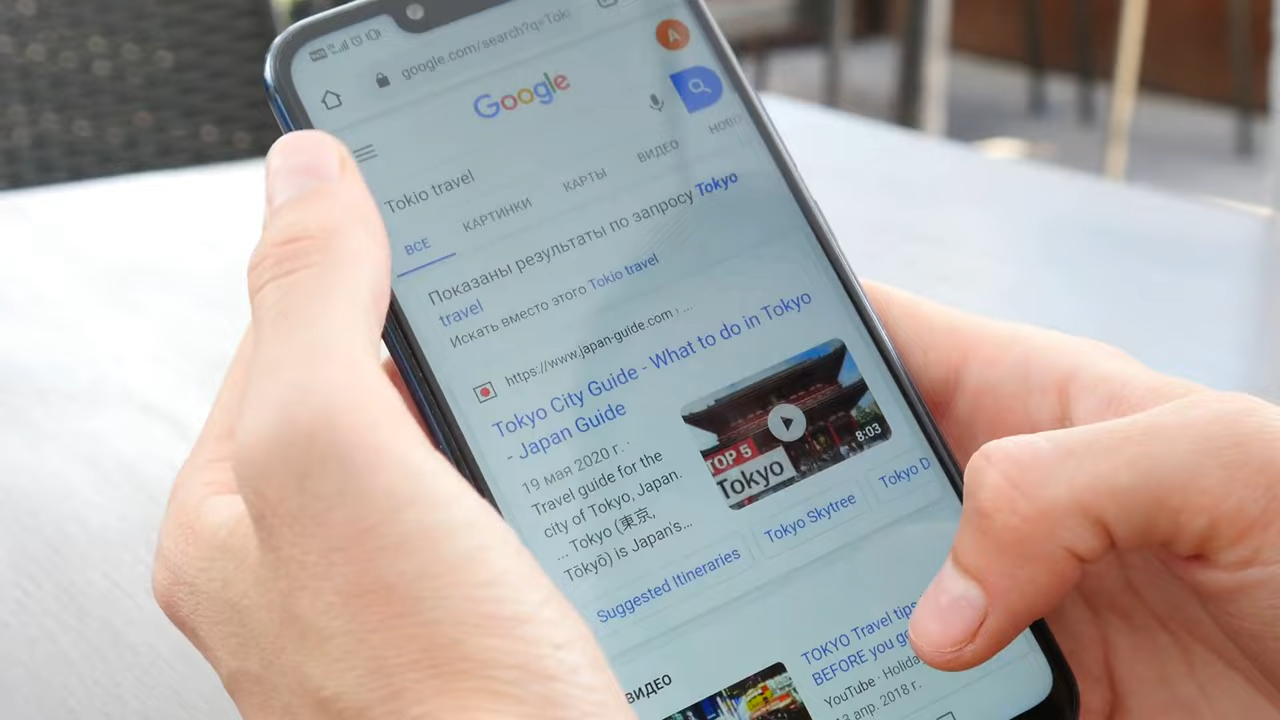 google.com/search?q=Toki
A
Google
Tokio travel
ВСЕ КАРТИНКИ КАРТЫ ВИДЕО НОВО
Показаны результаты по запросу Tokyo
travel
Искать вместо этого Tokio travel
https://www.japan-guide.com › ...
Tokyo City Guide - What to do in Tokyo
- Japan Guide
19 мая 2020 г. ·
Travel guide for the
city of Tokyo, Japan.
... Tokyo (東京,
Tōkyō) is Japan's...
TOP 5
Tokyo
8:03
Suggested Itineraries
Tokyo Skytree
Tokyo D
ВИДЕО
TOKYO Travel tips
BEFORE you go
YouTube · Holida
13 апр. 2018 г.